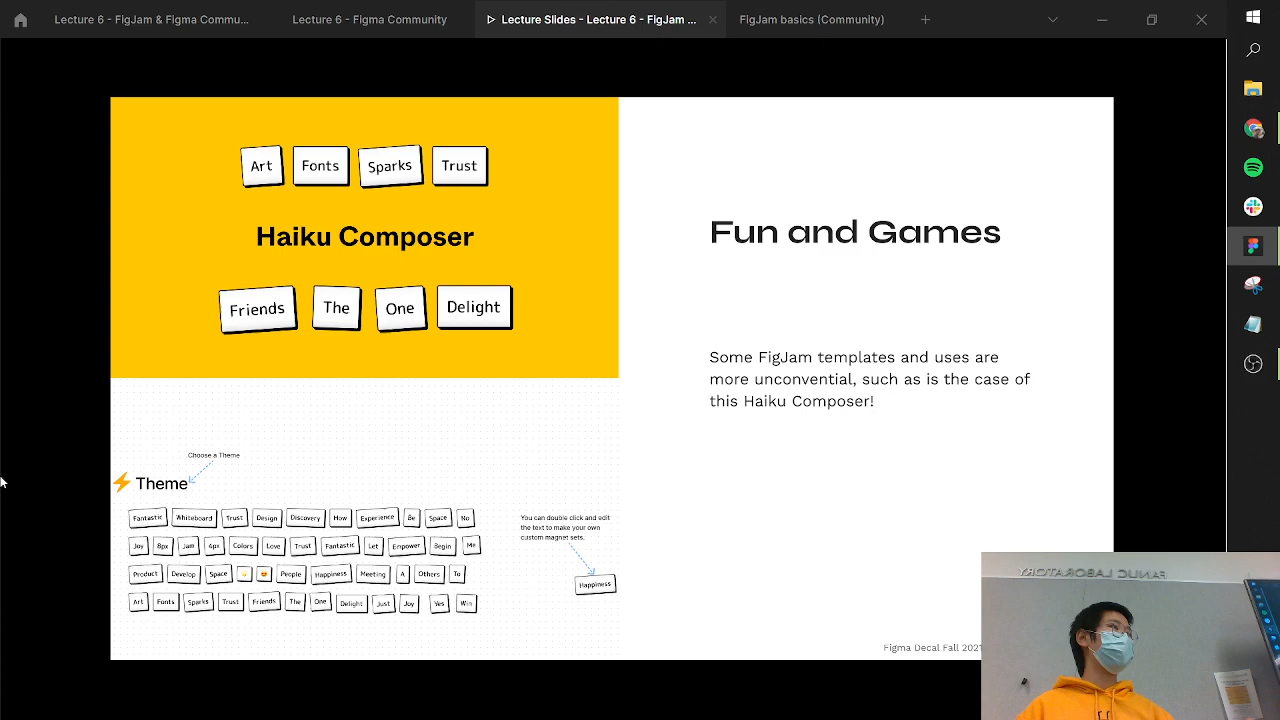 Lecture 6 - FigJam & Figma Commu...
Lecture 6 - Figma Community
Lecture Slides - Lecture 6 - FigJam ...
FigJam basics (Community)
Art Fonts Sparks Trust
Haiku Composer
Friends The One Delight
Fun and Games
Some FigJam templates and uses are
more unconvential, such as is the case of
this Haiku Composer!
Choose a Theme
Theme
Fantastic Whiteboard Trust Design Discovery How Experience Be Space No
Joy 8px Jam 4px Colors Love Trust Fantastic Let Empower Begin Me
Product Develop Space People Happiness Meeting A Others To
Art Fonts Sparks Trust Friends The One Delight Just Joy Yes Win
You can double click and edit
the text to make your own
custom magnet sets.
Happiness
Figma Decal Fall 2021